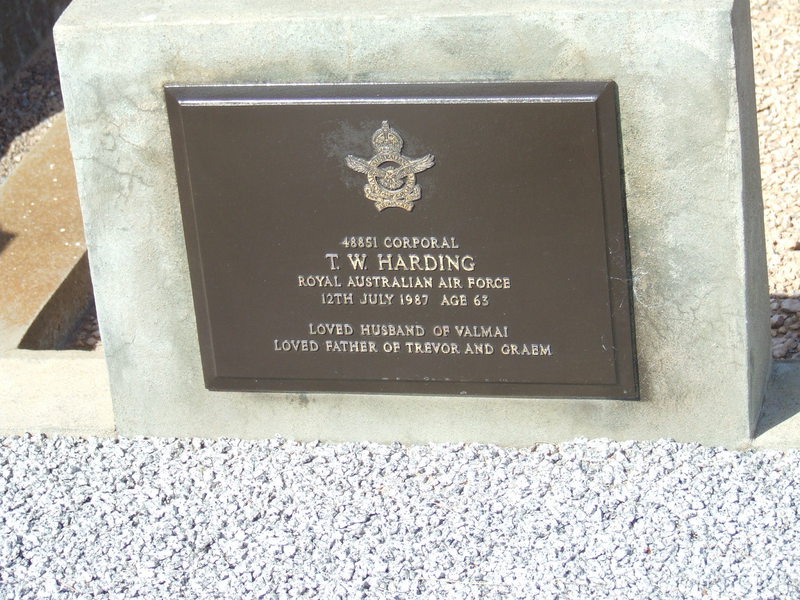 48851 CORPORAL
T. W. HARDING
ROYAL AUSTRALIAN AIR FORCE
12TH JULY 1987 AGE 63
LOVED HUSBAND OF VALMAI
LOVED FATHER OF TREVOR AND GRAEM